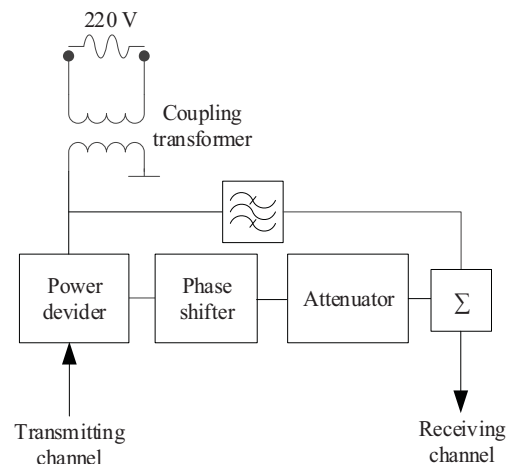 220 V
Coupling
transformer
Power
devider
Phase
shifter
Attenuator
Σ
Transmitting
channel
Receiving
channel